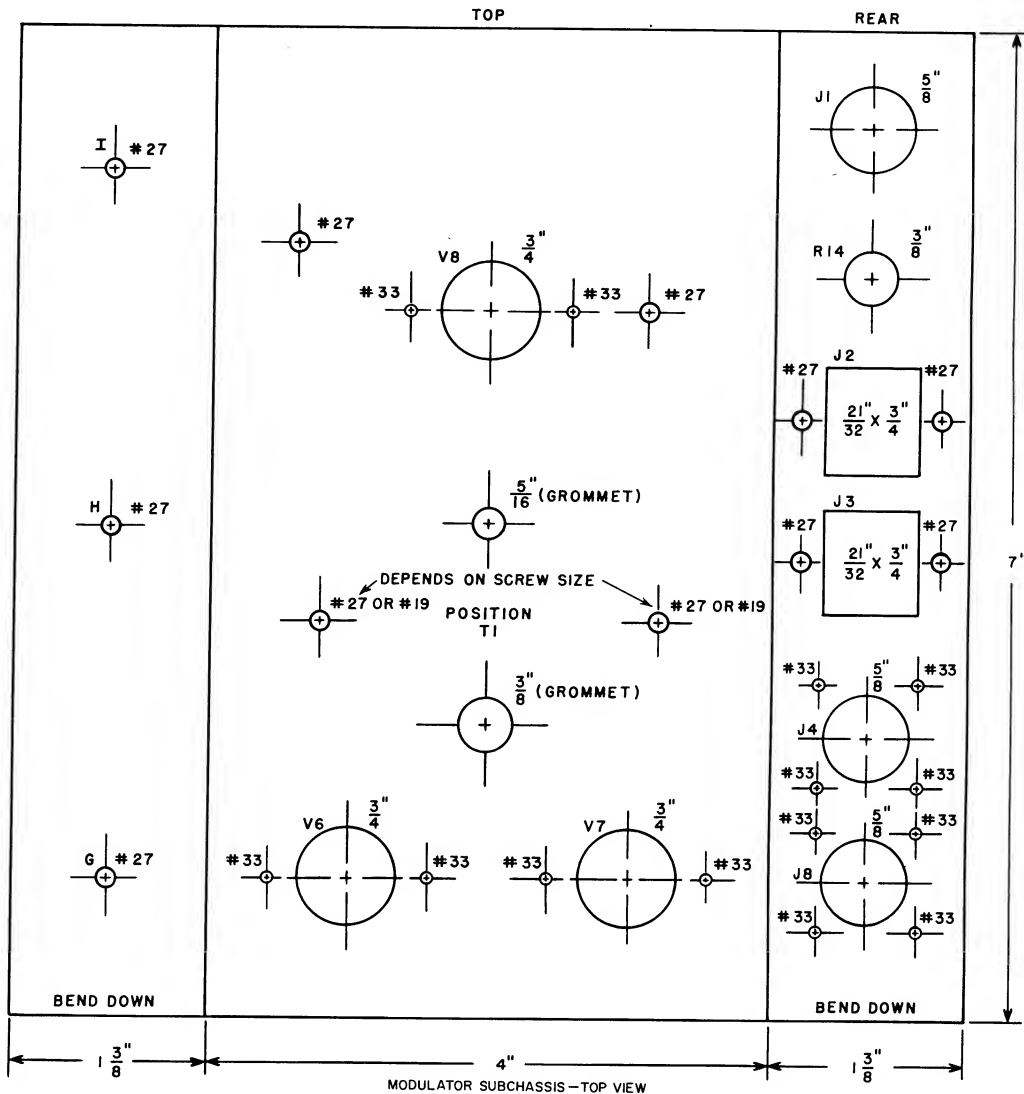 TOP
REAR
J1
5/8"
I #27
#27
V8
3/4"
#33
#33
#27
R14
3/8"
J2
#27
#27
21/32" X 3/4"
5/16" (GROMMET)
H #27
J3
#27
#27
21/32" X 3/4"
7"
DEPENDS ON SCREW SIZE
#27 OR #19
#27 OR #19
POSITION
T1
3/8" (GROMMET)
#33
5/8"
#33
J4
#33
#33
V6
3/4"
V7
3/4"
#33
5/8"
#33
G #27
#33
#33
#33
#33
J8
#33
#33
BEND DOWN
BEND DOWN
1 3/8"
4"
1 3/8"
MODULATOR SUBCHASSIS—TOP VIEW